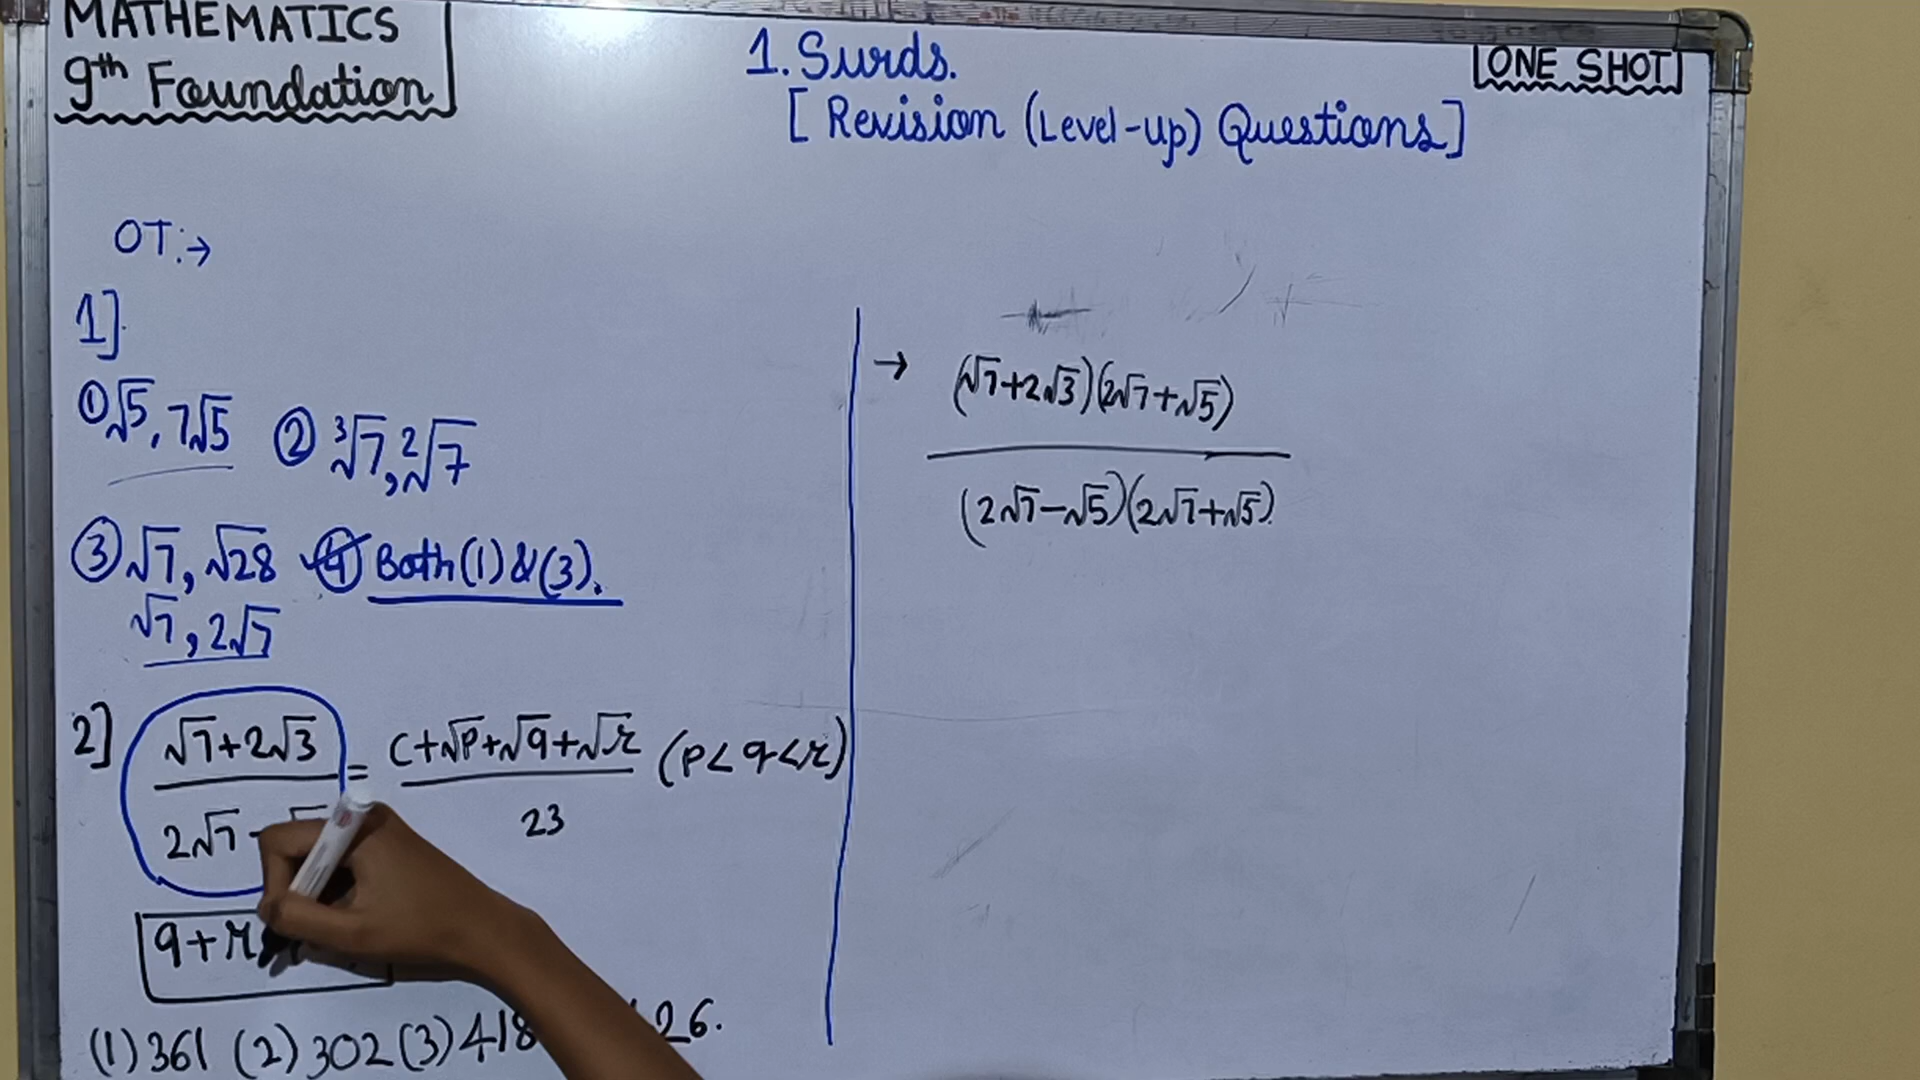 MATHEMATICS
9th Foundation
1. Surds.
[Revision (Level-up) Questions]
ONE SHOT
OT:→
1]
① √5, 7√5 ② ³√7, ²√7
③ √7, √28 ④ Both (1) & (3).
√7, 2√7
2] √7+2√3 = C+√P+√q+√r (P<q<r)
2√7- 23
q+r
(1) 361 (2) 302 (3) 418 26.
→ (√7+2√3)(2√7+√5)
(2√7-√5)(2√7+√5)